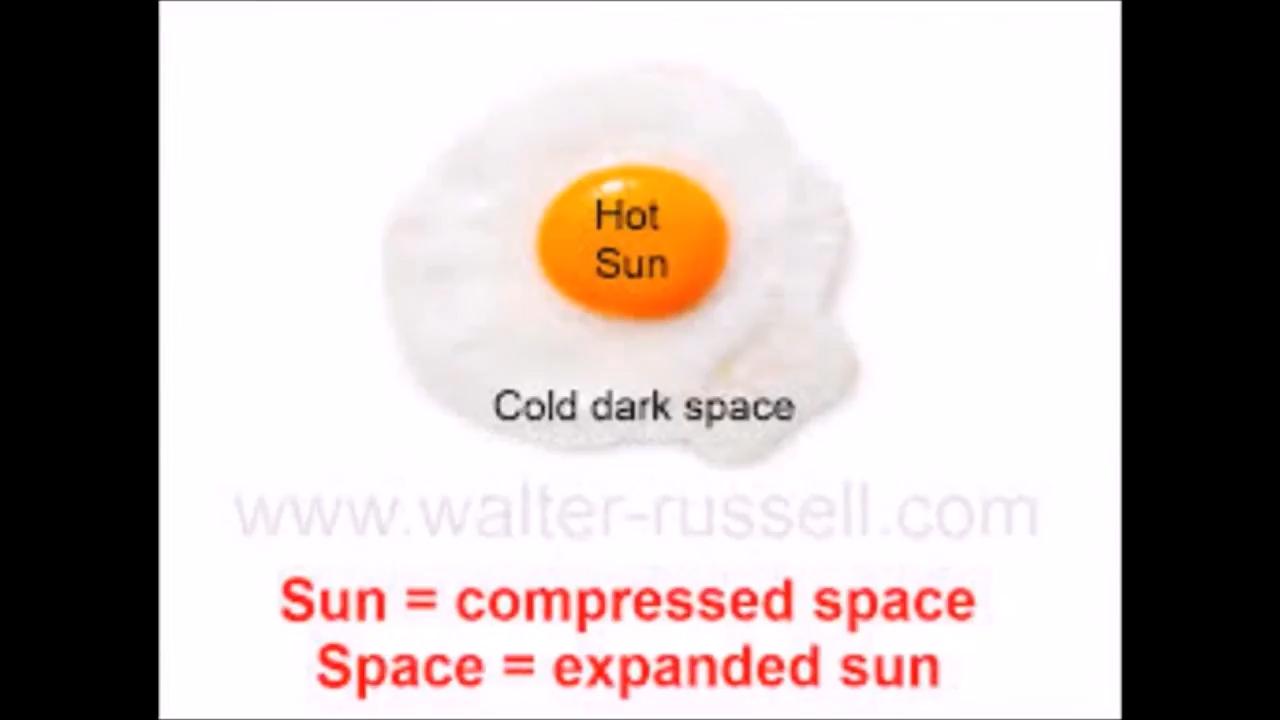 Hot
Sun
Cold dark space
www.walter-russell.com
Sun = compressed space
Space = expanded sun